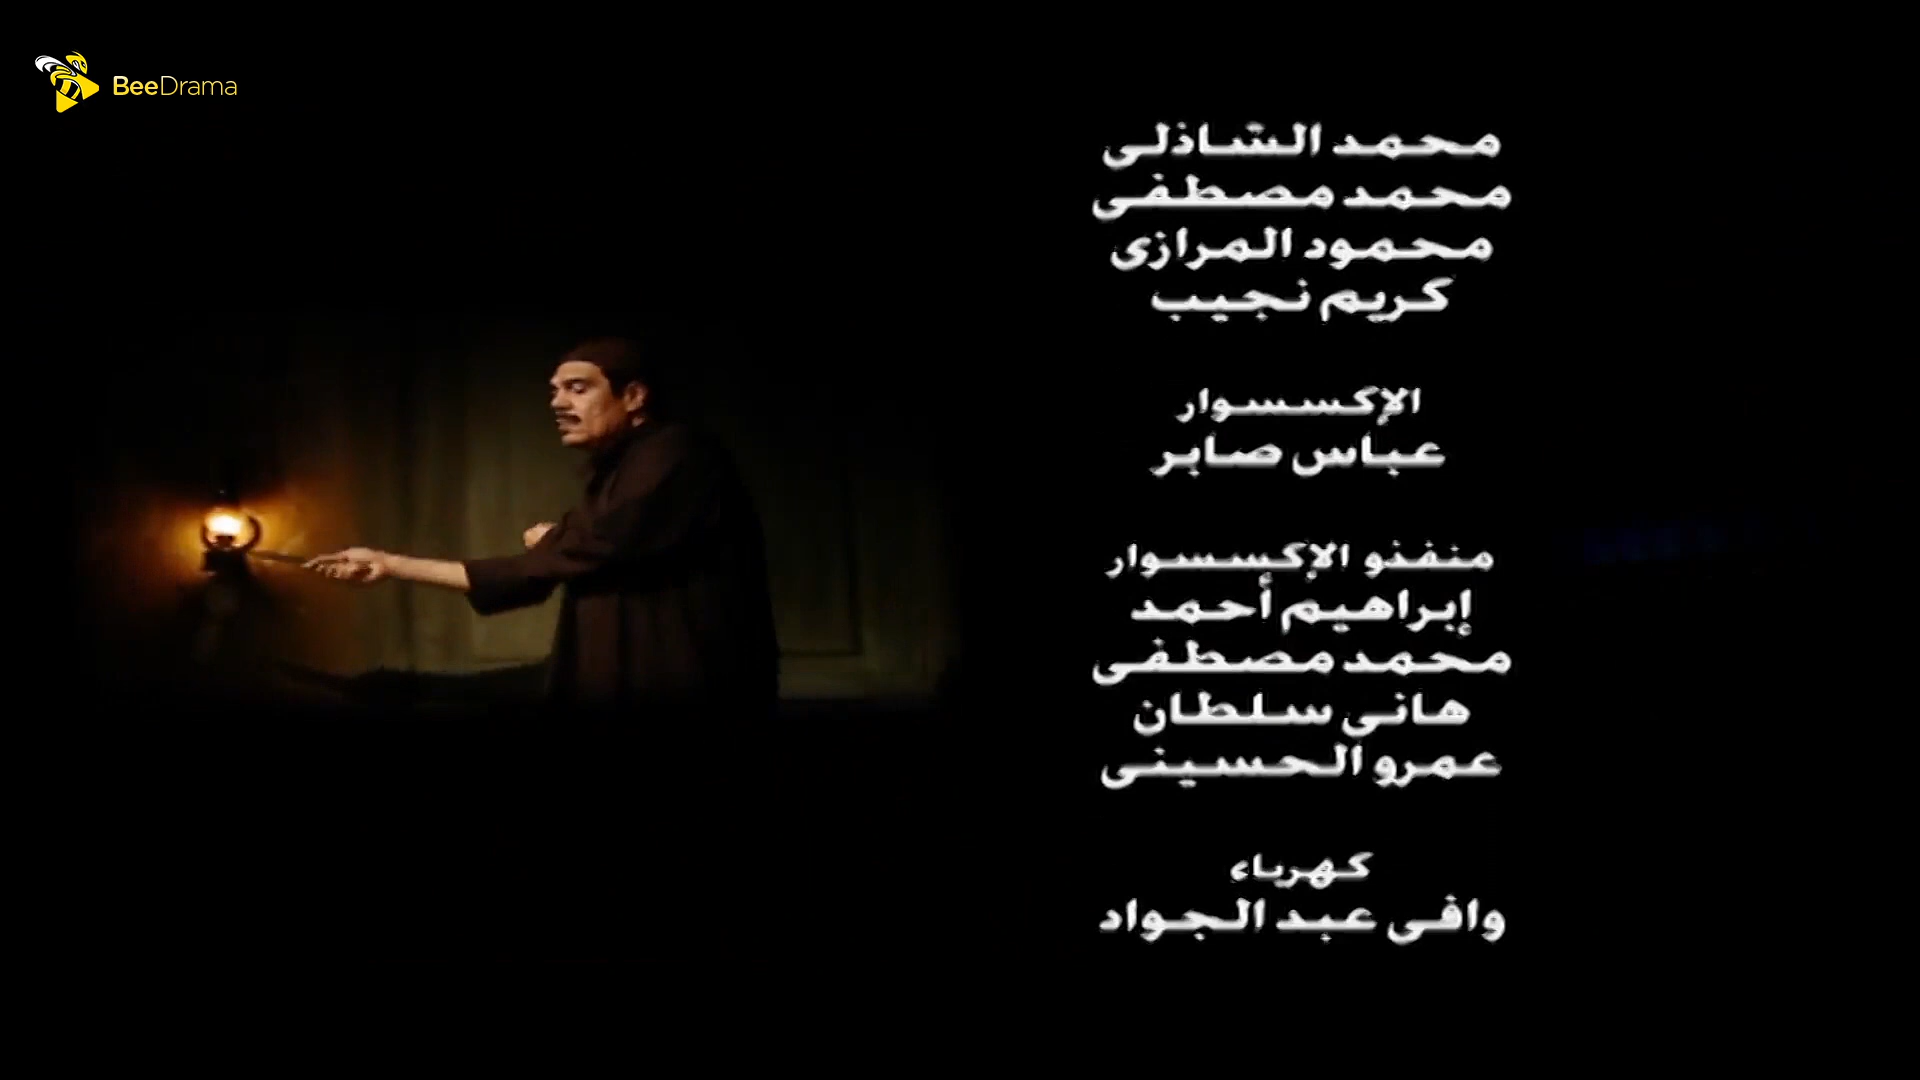 BeeDrama
محمد الشاذلى
محمد مصطفى
محمود المرازى
كريم نجيب
الإكسسوار
عباس صابر
منفذو الإكسسوار
إبراهيم أحمد
محمد مصطفى
هانى سلطان
عمرو الحسينى
كهرباء
وافى عبد الجواد